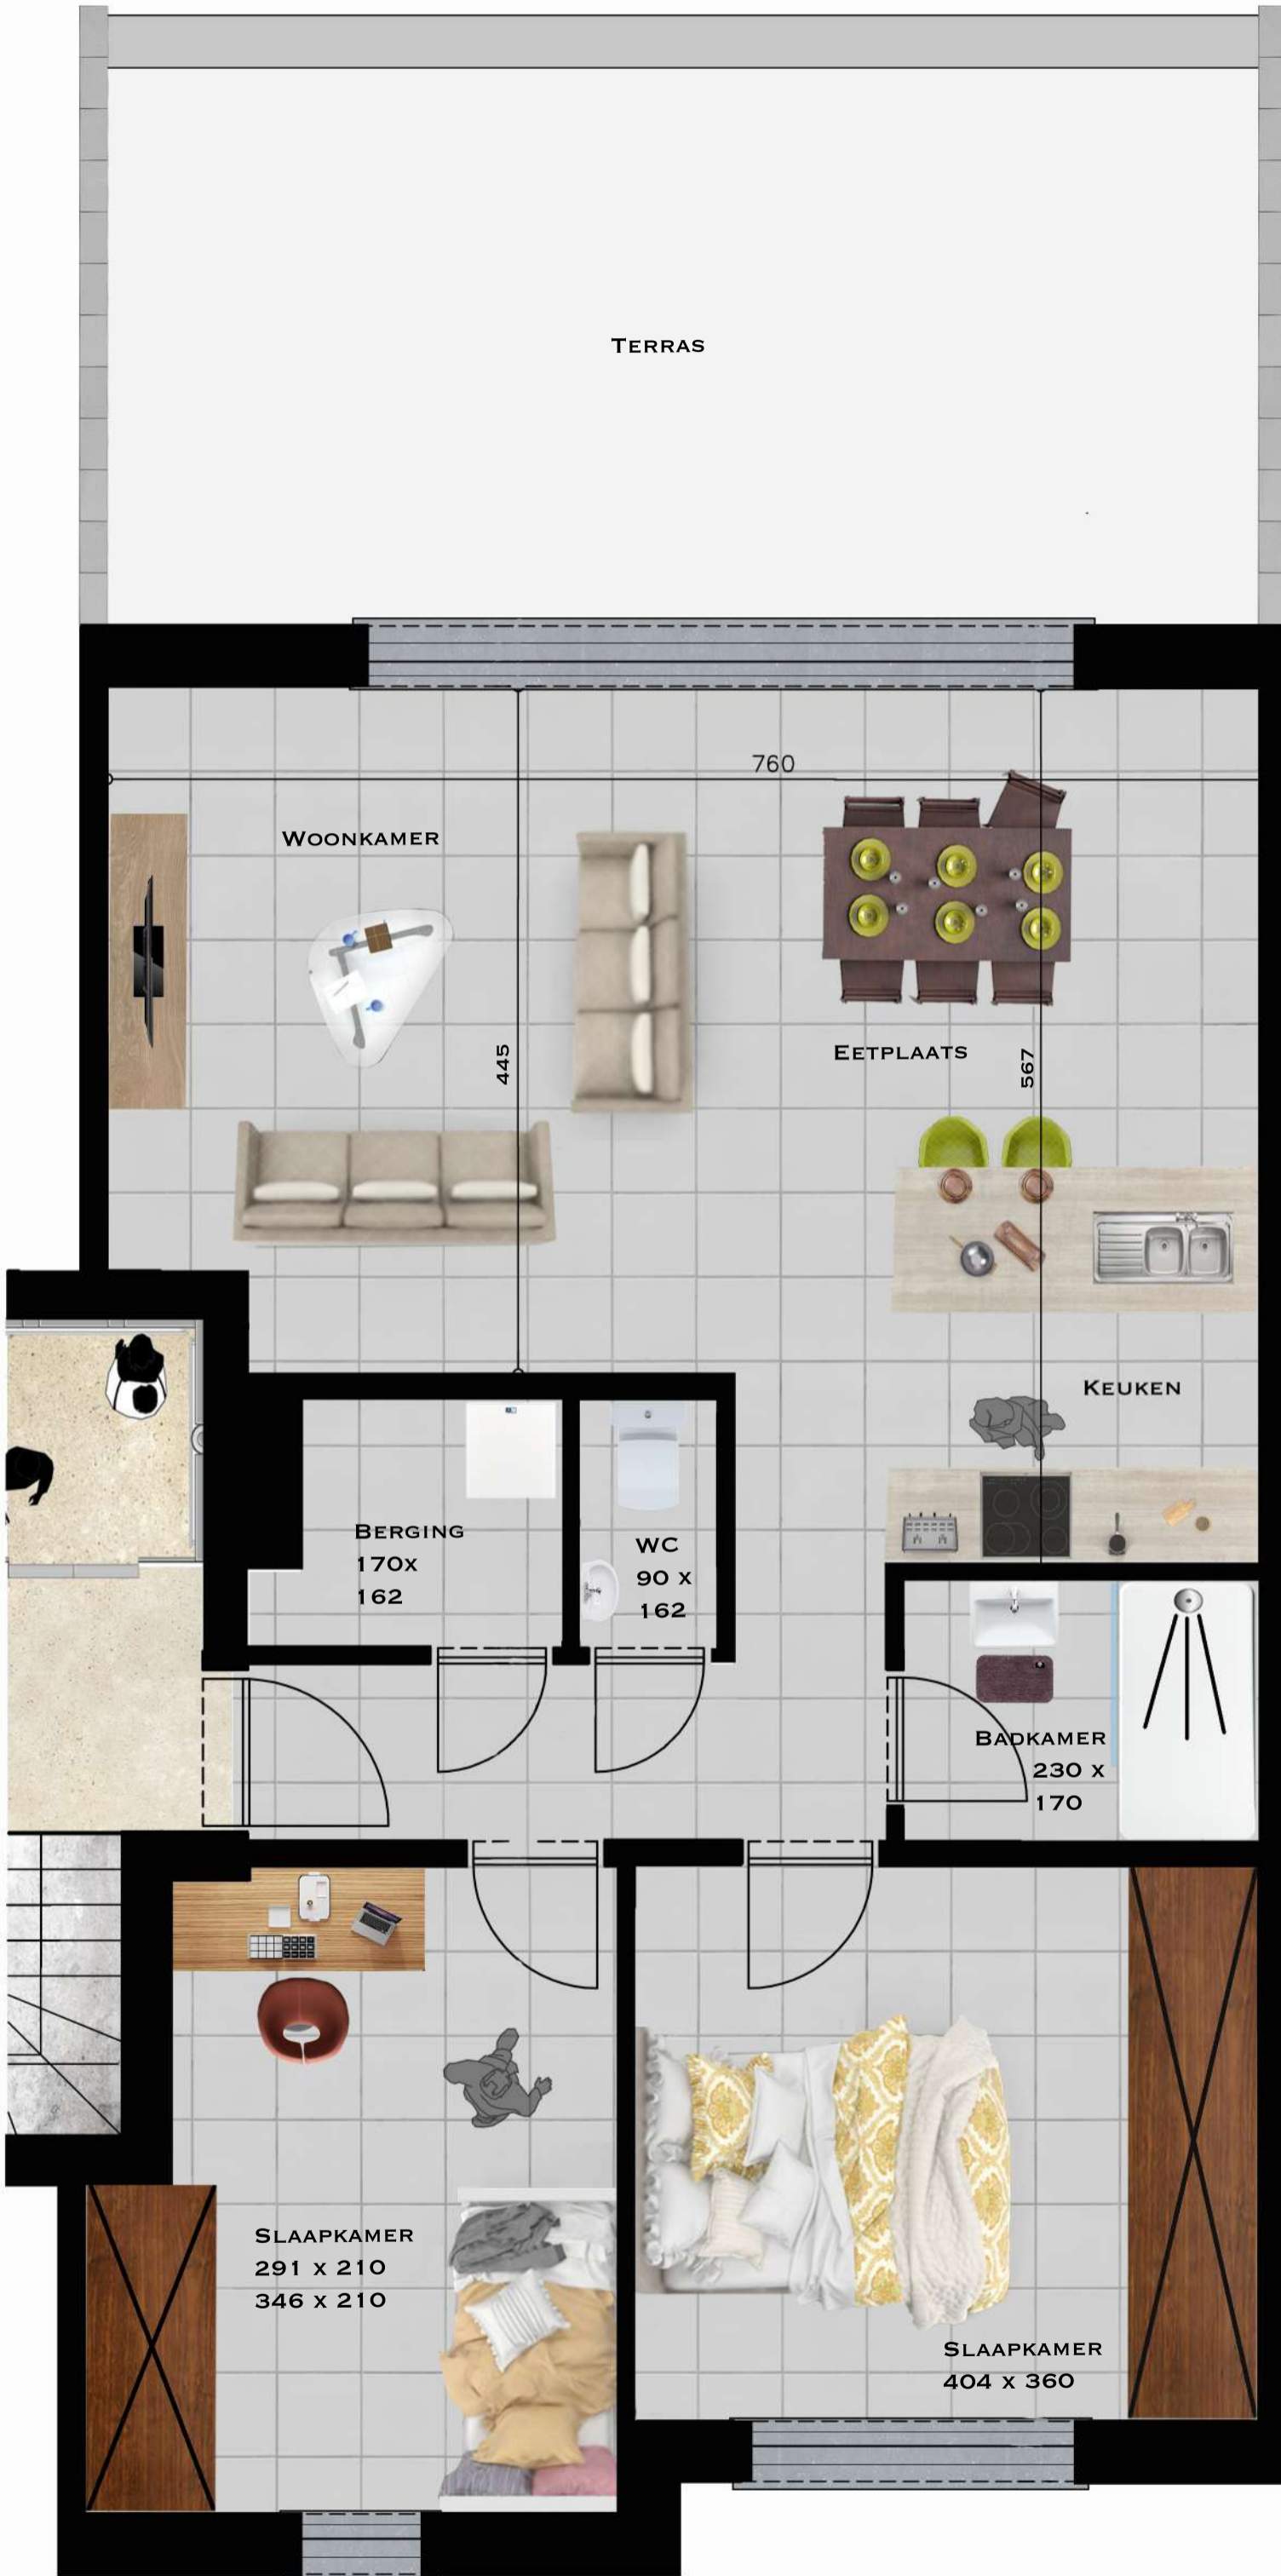 Terras
760
Woonkamer
445
Eetplaats
567
Keuken
Berging
170x
162
WC
90 x
162
Badkamer
230 x
170
Slaapkamer
291 x 210
346 x 210
Slaapkamer
404 x 360